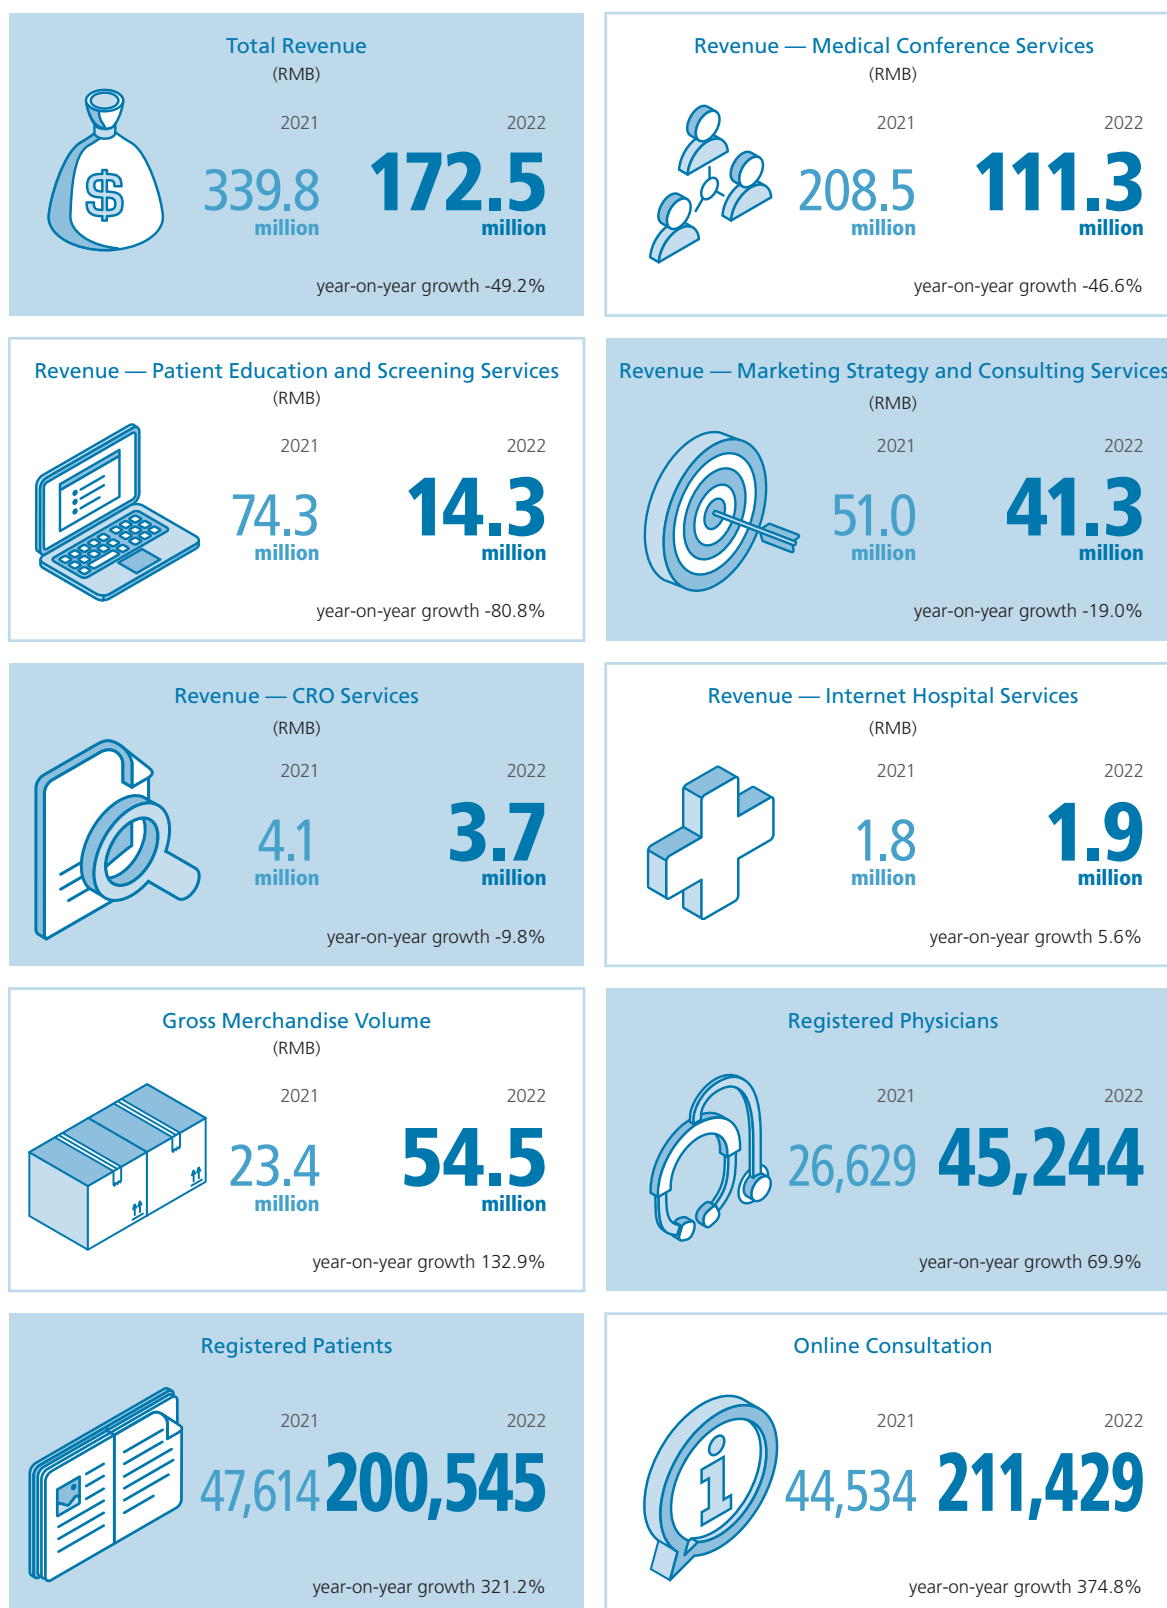 Total Revenue
(RMB)
2021 2022
339.8 172.5
million million
year-on-year growth -49.2%
Revenue — Medical Conference Services
(RMB)
2021 2022
208.5 111.3
million million
year-on-year growth -46.6%
Revenue — Patient Education and Screening Services
(RMB)
2021 2022
74.3 14.3
million million
year-on-year growth -80.8%
Revenue — Marketing Strategy and Consulting Services
(RMB)
2021 2022
51.0 41.3
million million
year-on-year growth -19.0%
Revenue — CRO Services
(RMB)
2021 2022
4.1 3.7
million million
year-on-year growth -9.8%
Revenue — Internet Hospital Services
(RMB)
2021 2022
1.8 1.9
million million
year-on-year growth 5.6%
Gross Merchandise Volume
(RMB)
2021 2022
23.4 54.5
million million
year-on-year growth 132.9%
Registered Physicians
2021 2022
26,629 45,244
year-on-year growth 69.9%
Registered Patients
2021 2022
47,614 200,545
year-on-year growth 321.2%
Online Consultation
2021 2022
44,534 211,429
year-on-year growth 374.8%